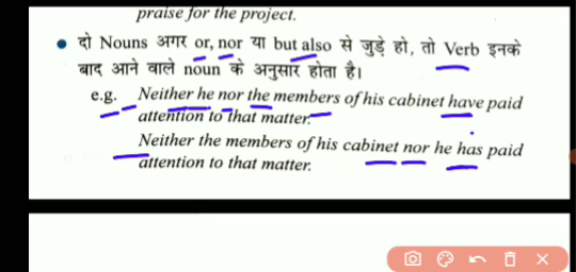 praise for the project.
• दो Nouns अगर or, nor या but also से जुड़े हो, तो Verb इनके
बाद आने वाले noun के अनुसार होता है।
e.g. Neither he nor the members of his cabinet have paid
attention to that matter.
Neither the members of his cabinet nor he has paid
attention to that matter.